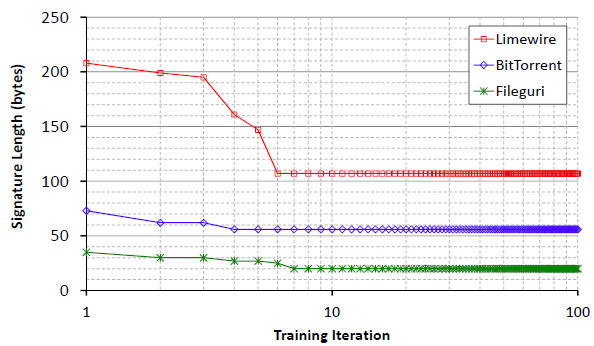 250
200
150
100
50
0
Signature Length (bytes)
Limewire
BitTorrent
Fileguri
1
10
100
Training Iteration